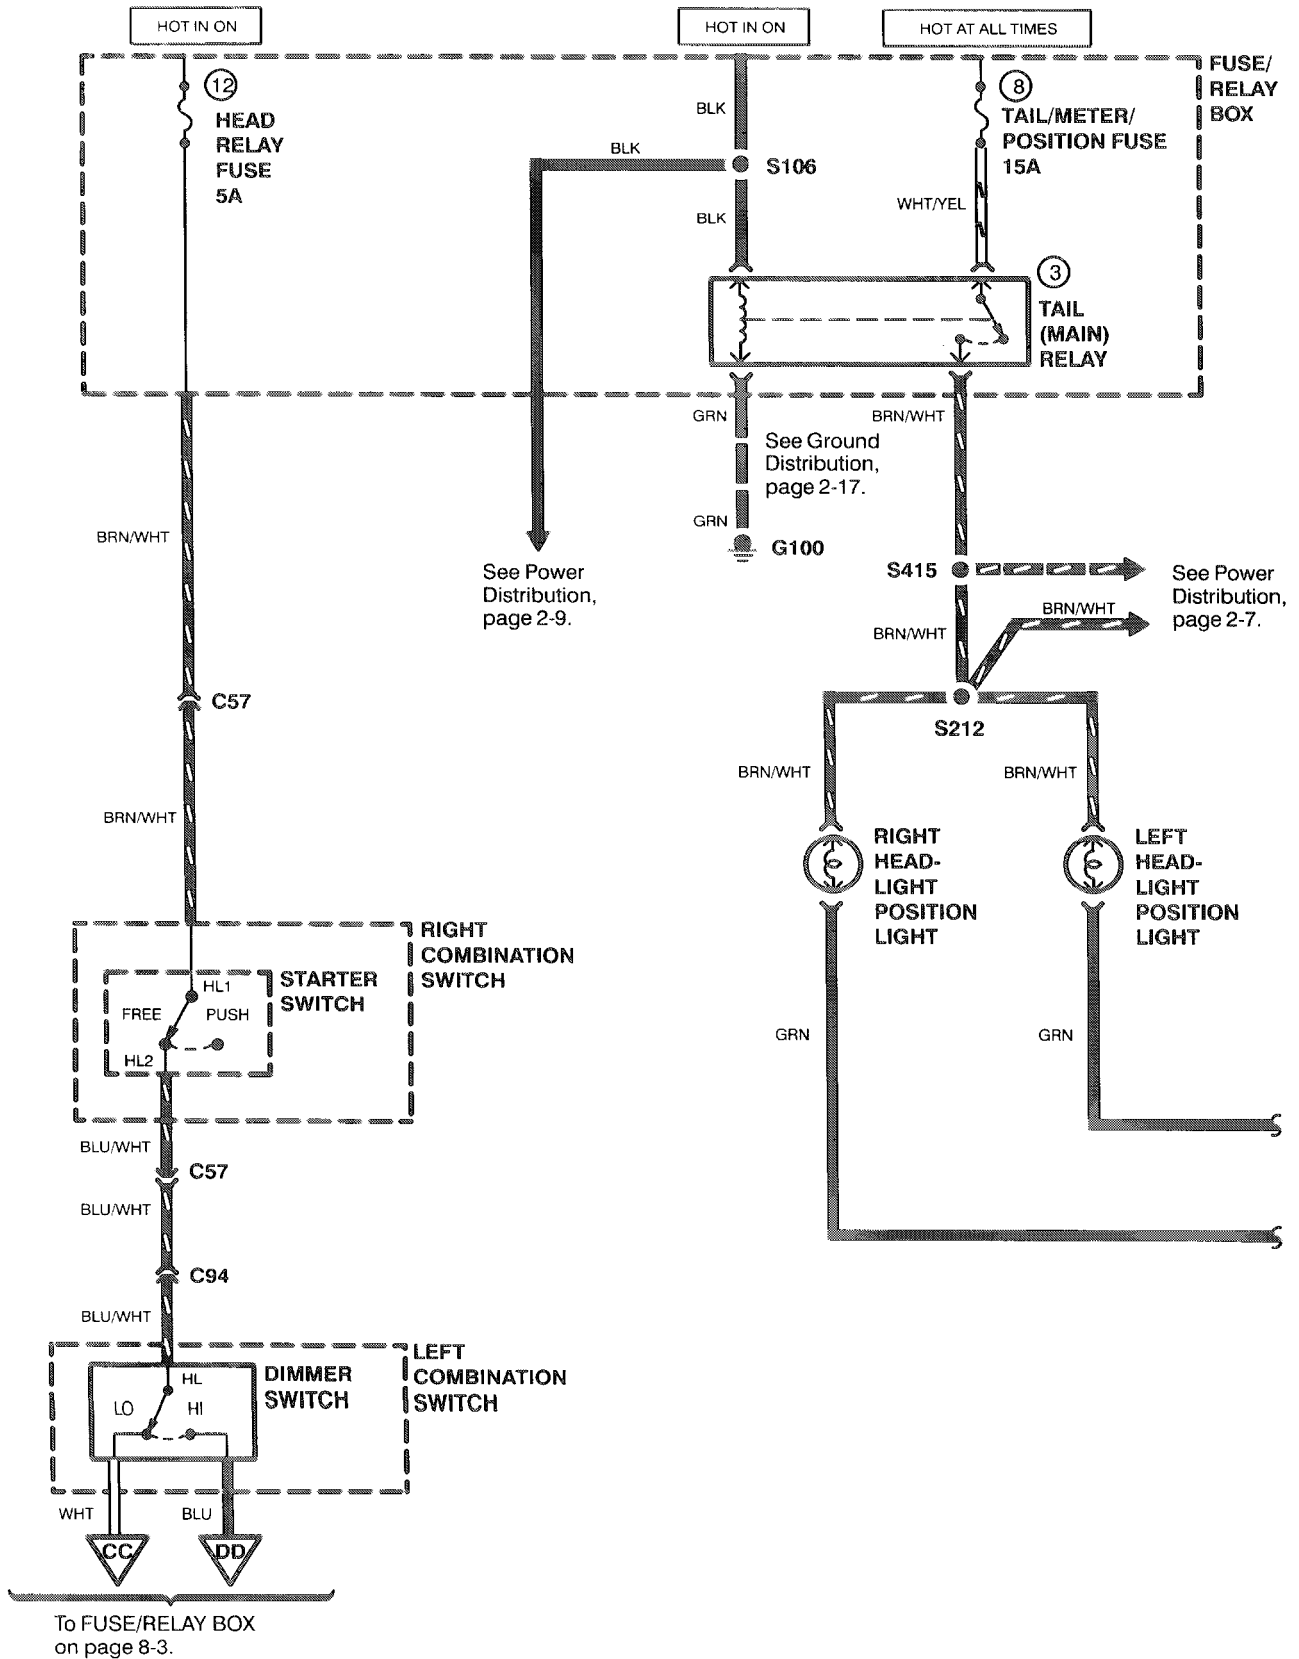 HOT IN ON
HOT IN ON
HOT AT ALL TIMES
FUSE/
RELAY
BOX
12
HEAD
RELAY
FUSE
5A
BLK
8
TAIL/METER/
POSITION FUSE
15A
BLK
S106
BLK
WHT/YEL
3
TAIL
(MAIN)
RELAY
GRN
BRN/WHT
See Ground
Distribution,
page 2-17.
GRN
G100
BRN/WHT
See Power
Distribution,
page 2-9.
S415
See Power
Distribution,
page 2-7.
BRN/WHT
BRN/WHT
C57
S212
BRN/WHT
BRN/WHT
BRN/WHT
RIGHT
HEAD-
LIGHT
POSITION
LIGHT
LEFT
HEAD-
LIGHT
POSITION
LIGHT
RIGHT
COMBINATION
SWITCH
STARTER
SWITCH
HL1
FREE
PUSH
HL2
GRN
GRN
BLU/WHT
C57
BLU/WHT
C94
BLU/WHT
LEFT
COMBINATION
SWITCH
DIMMER
SWITCH
HL
LO
HI
WHT
BLU
CC
DD
To FUSE/RELAY BOX
on page 8-3.